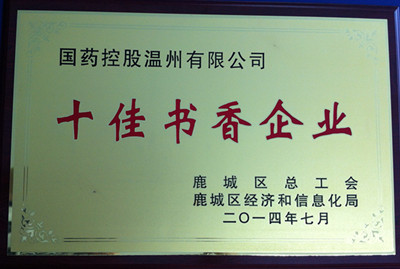 国药控股温州有限公司
十佳书香企业
鹿城区总工会
鹿城区经济和信息化局
二〇一四年七月